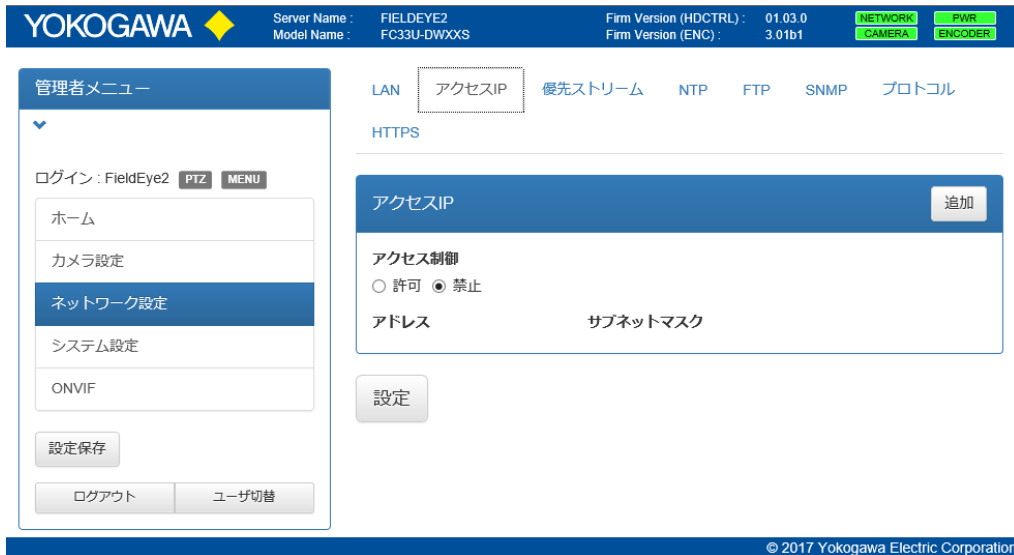 YOKOGAWA
Server Name : FIELDEYE2
Model Name : FC33U-DWXXS
Firm Version (HDCTRL) : 01.03.0
Firm Version (ENC) : 3.01b1
NETWORK PWR
CAMERA ENCODER
管理者メニュー
ログイン : FieldEye2 PTZ MENU
ホーム
カメラ設定
ネットワーク設定
システム設定
ONVIF
設定保存
ログアウト ユーザ切替
LAN アクセスIP 優先ストリーム NTP FTP SNMP プロトコル
HTTPS
アクセスIP 追加
アクセス制御
許可 禁止
アドレス サブネットマスク
設定
© 2017 Yokogawa Electric Corporation